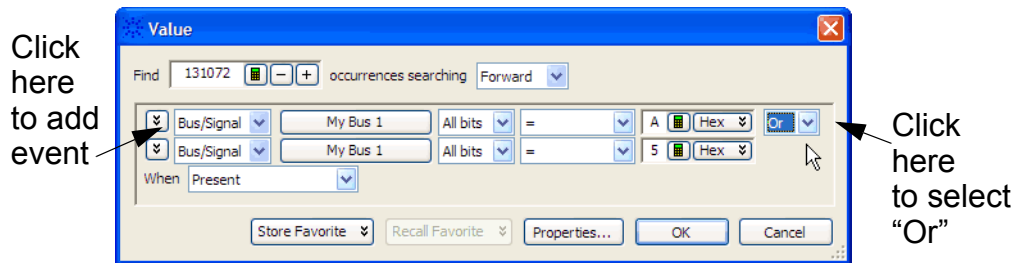 Click
here
to add
event
Value
Find 131072 − + occurrences searching Forward
Bus/Signal My Bus 1 All bits = A Hex Or
Bus/Signal My Bus 1 All bits = 5 Hex
When Present
Store Favorite Recall Favorite Properties... OK Cancel
Click
here
to select
“Or”